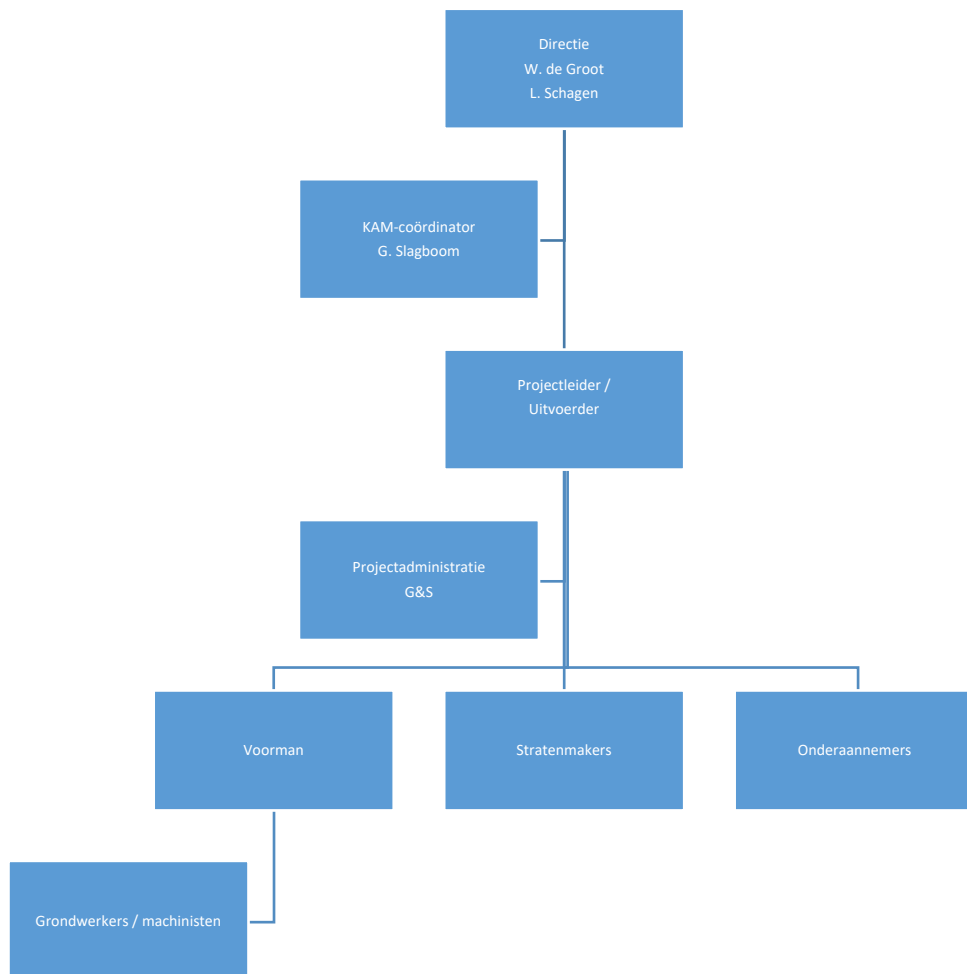 Directie
W. de Groot
L. Schagen
KAM-coördinator
G. Slagboom
Projectleider /
Uitvoerder
Projectadministratie
G&S
Voorman
Stratenmakers
Onderaannemers
Grondwerkers / machinisten